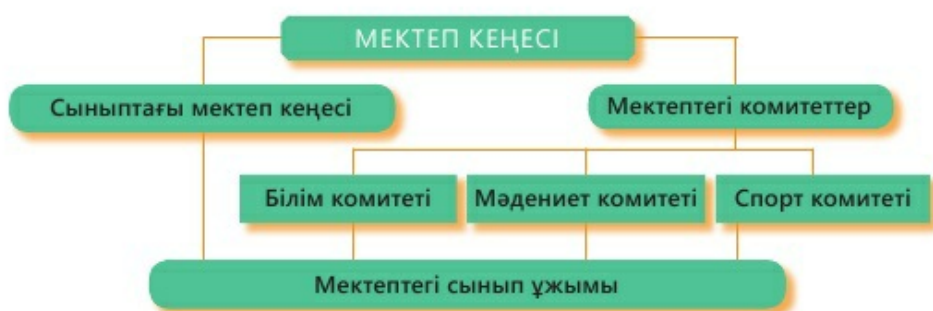 МЕКТЕП КЕҢЕСІ
Сыныптағы мектеп кеңесі
Мектептегі комитеттер
Білім комитеті
Мәдениет комитеті
Спорт комитеті
Мектептегі сынып ұжымы